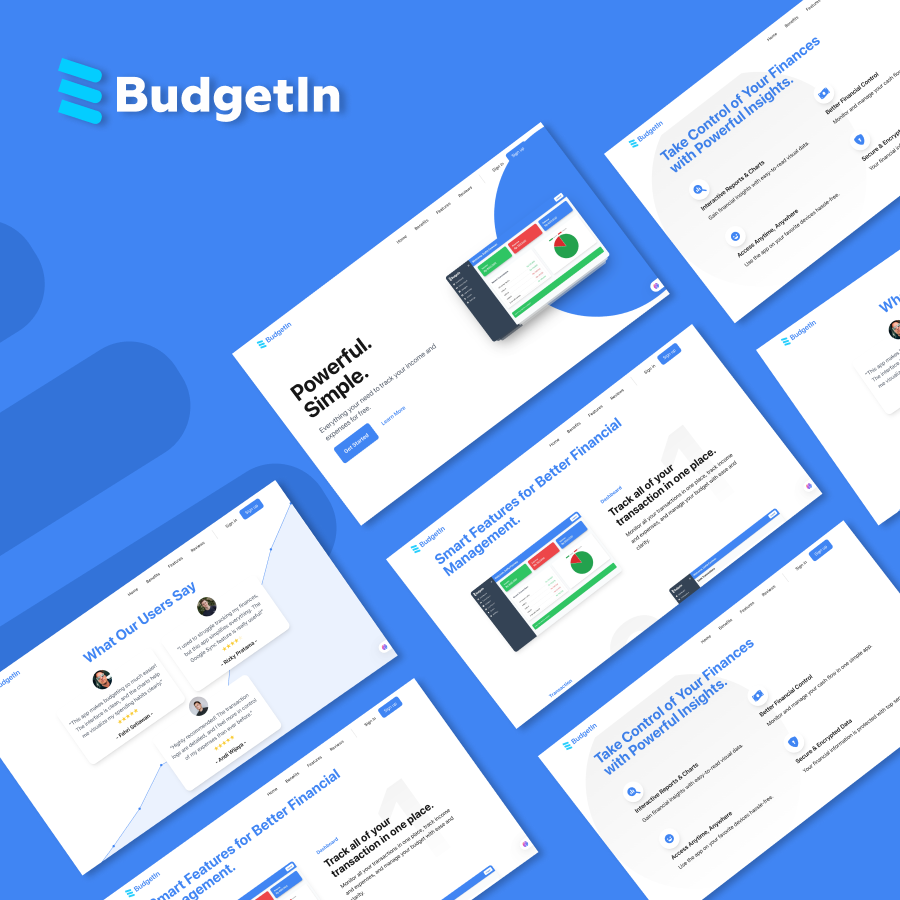 BudgetIn
BudgetIn
Home
Benefits
Features
Reviews
Sign In
Sign up
Powerful.
Simple.
Everything your need to track your income and
expenses for free.
Get Started
Learn More
Home
Benefits
Features
BudgetIn
Take Control of Your Finances
with Powerful Insights.
Interactive Reports & Charts
Gain financial insights with easy-to-read visual data.
Access Anytime, Anywhere
Use the app on your favorite devices hassle-free.
Better Financial Control
Monitor and manage your cash flow
Secure & Encrypted
Your financial
BudgetIn
Wh
"This app makes
The interface
me visualiz
BudgetIn
Home
Benefits
Features
Reviews
Sign In
Sign up
Smart Features for Better Financial
Management.
1
Dashboard
Track all of your
transaction in one place.
Monitor all your transactions in one place, track income
and expenses, and manage your budget with ease and
clarity.
Transaction
BudgetIn
Home
Benefits
Features
Reviews
Sign In
Sign up
What Our Users Say
"This app makes budgeting so much easier!
The interface is clean, and the charts help
me visualize my spending habits clearly."
- Fahri Setiawan -
"I used to struggle tracking my finances,
but this app simplifies everything. The
Google Sync feature is really useful!"
- Rizky Pratama -
"Highly recommended! The transaction
logs are detailed, and I feel more in control
of my expenses than ever before."
- Andi Wijaya -
BudgetIn
Home
Benefits
Features
Reviews
Sign In
Sign up
Smart Features for Better Financial
Management.
1
Dashboard
Track all of your
transaction in one place.
Monitor all your transactions in one place, track income
and expenses, and manage your budget with ease and
clarity.
BudgetIn
Home
Benefits
Features
Reviews
Sign In
Sign up
Take Control of Your Finances
with Powerful Insights.
Interactive Reports & Charts
Gain financial insights with easy-to-read visual data.
Access Anytime, Anywhere
Use the app on your favorite devices hassle-free.
Better Financial Control
Monitor and manage your cash flow in one simple app.
Secure & Encrypted Data
Your financial information is protected with top